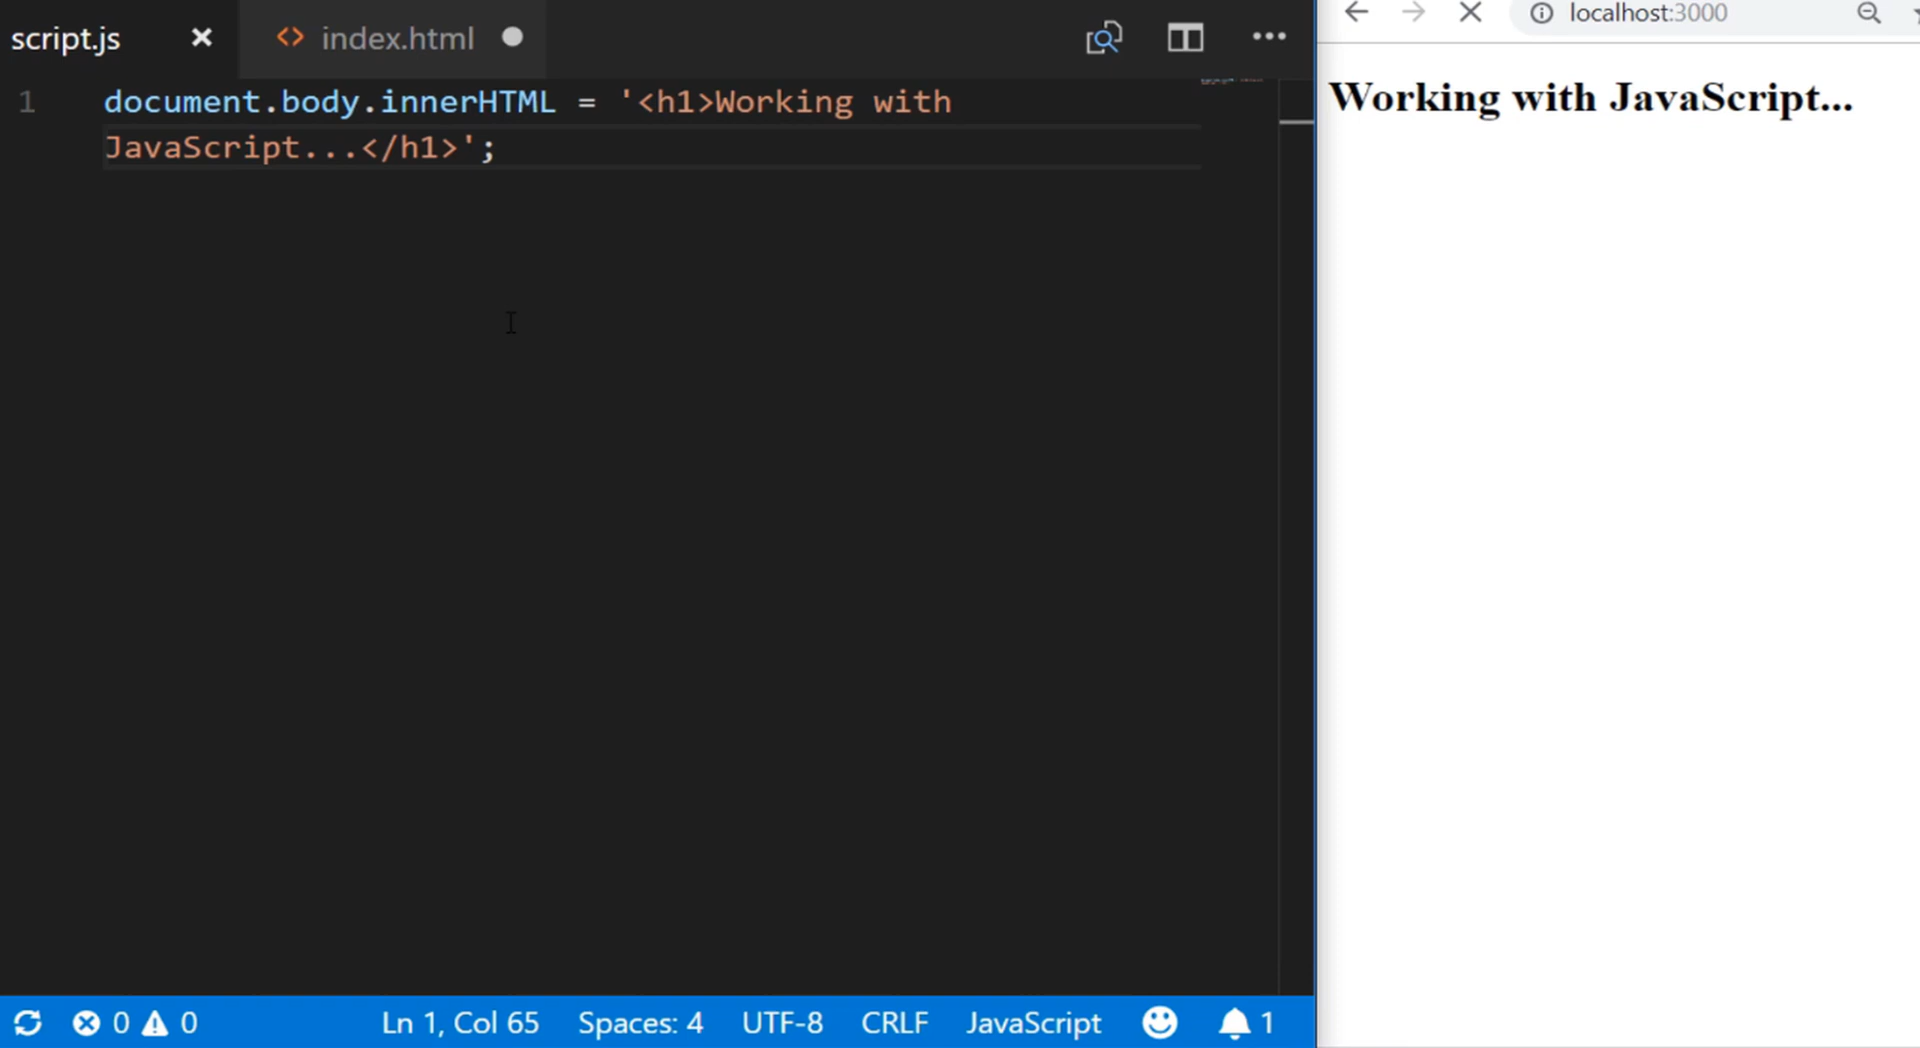 script.js
index.html
localhost:3000
1
document.body.innerHTML = '<h1>Working with
JavaScript...</h1>';
Working with JavaScript...
0 0
Ln 1, Col 65
Spaces: 4
UTF-8
CRLF
JavaScript
1